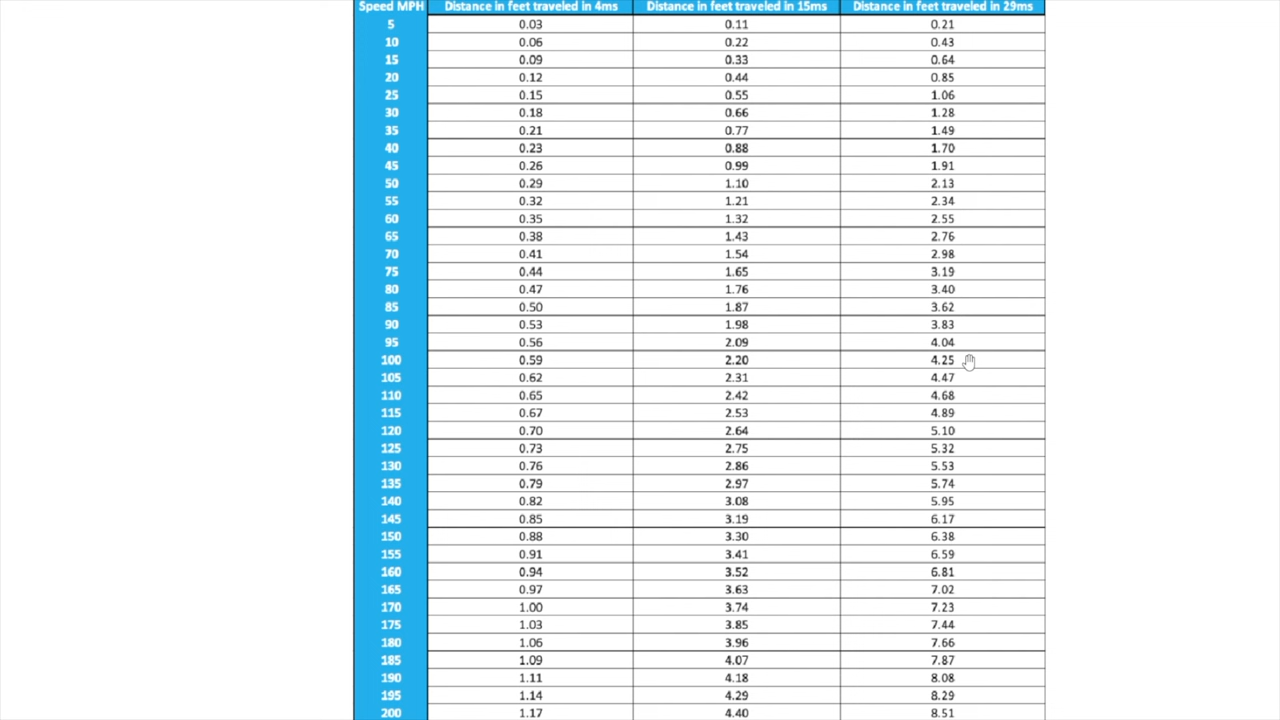 Speed MPH Distance in feet traveled in 4ms Distance in feet traveled in 15ms Distance in feet traveled in 29ms
5 0.03 0.11 0.21
10 0.06 0.22 0.43
15 0.09 0.33 0.64
20 0.12 0.44 0.85
25 0.15 0.55 1.06
30 0.18 0.66 1.28
35 0.21 0.77 1.49
40 0.23 0.88 1.70
45 0.26 0.99 1.91
50 0.29 1.10 2.13
55 0.32 1.21 2.34
60 0.35 1.32 2.55
65 0.38 1.43 2.76
70 0.41 1.54 2.98
75 0.44 1.65 3.19
80 0.47 1.76 3.40
85 0.50 1.87 3.62
90 0.53 1.98 3.83
95 0.56 2.09 4.04
100 0.59 2.20 4.25
105 0.62 2.31 4.47
110 0.65 2.42 4.68
115 0.67 2.53 4.89
120 0.70 2.64 5.10
125 0.73 2.75 5.32
130 0.76 2.86 5.53
135 0.79 2.97 5.74
140 0.82 3.08 5.95
145 0.85 3.19 6.17
150 0.88 3.30 6.38
155 0.91 3.41 6.59
160 0.94 3.52 6.81
165 0.97 3.63 7.02
170 1.00 3.74 7.23
175 1.03 3.85 7.44
180 1.06 3.96 7.66
185 1.09 4.07 7.87
190 1.11 4.18 8.08
195 1.14 4.29 8.29
200 1.17 4.40 8.51